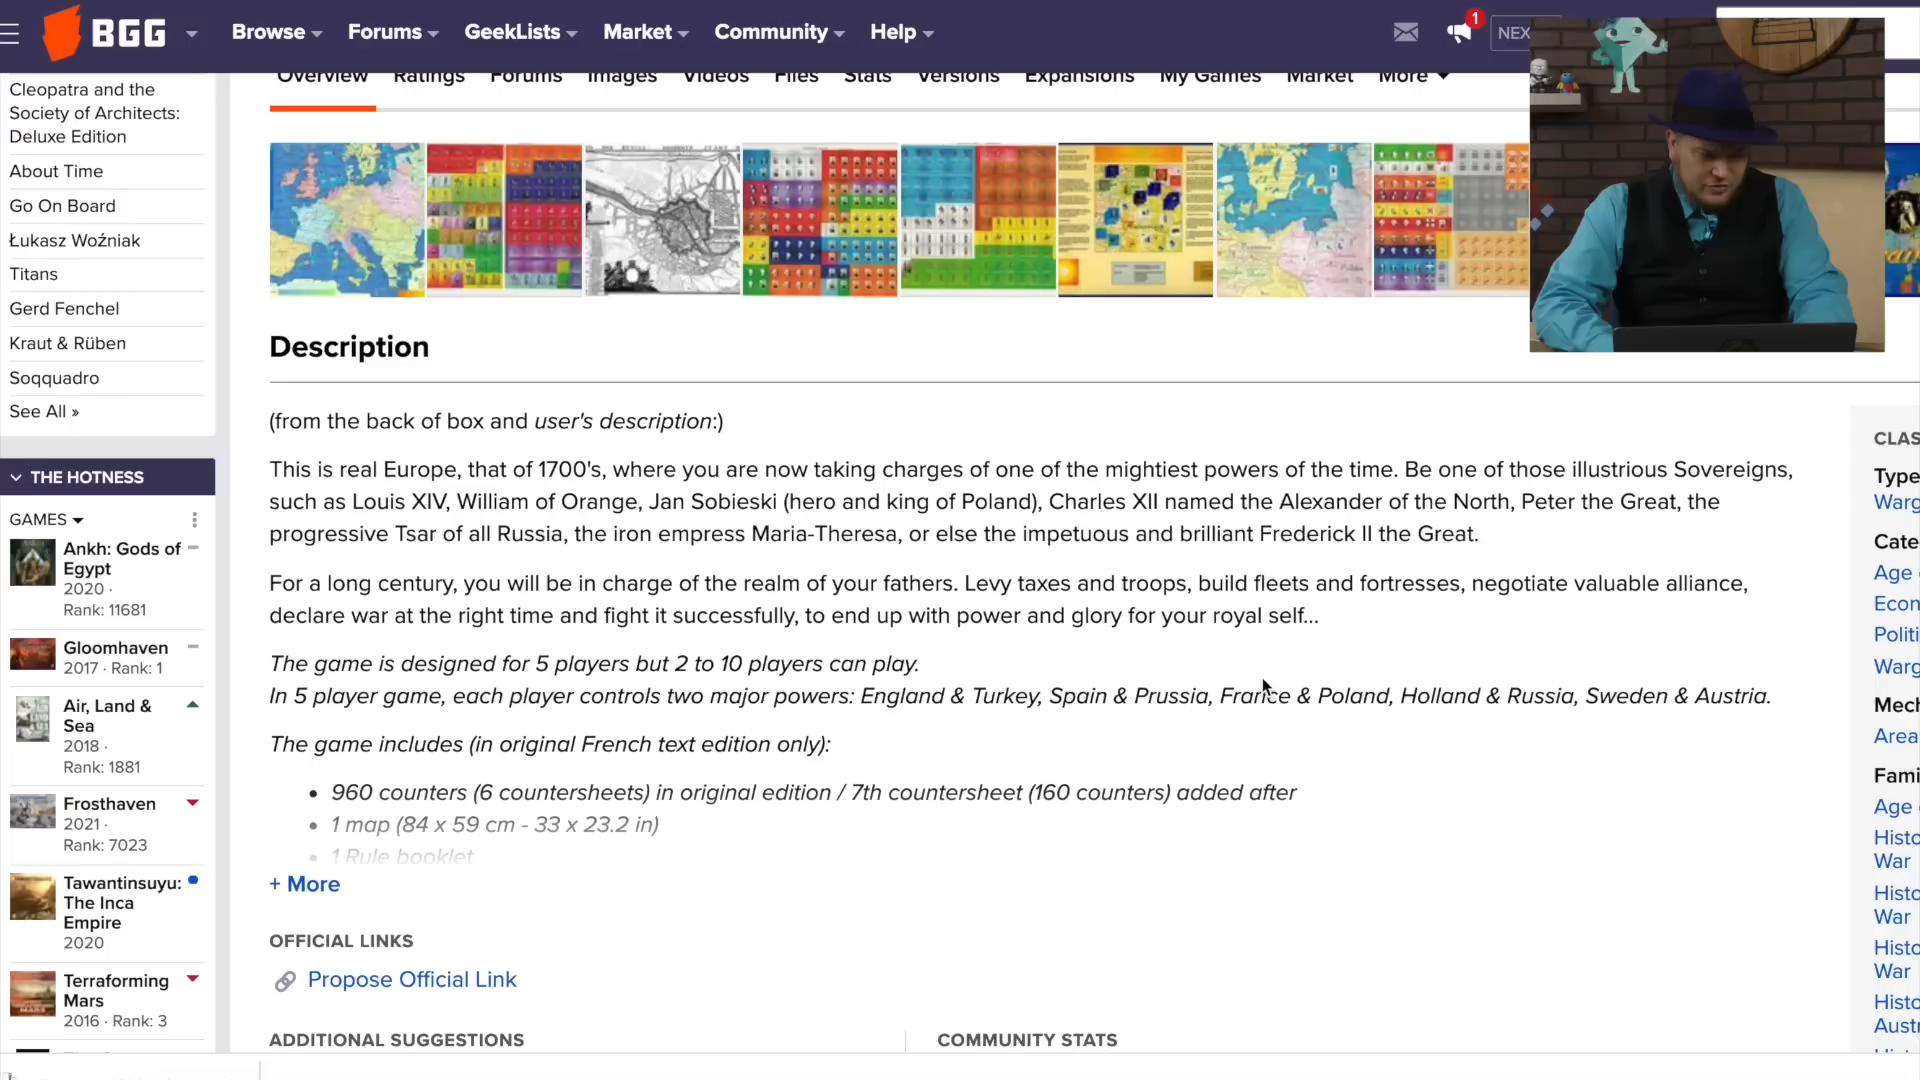 BGG
Browse
Forums
GeekLists
Market
Community
Help
1
Overview
Ratings
Forums
Images
Videos
Files
Stats
Versions
Expansions
My Games
Market
More
Cleopatra and the
Society of Architects:
Deluxe Edition
About Time
Go On Board
Łukasz Woźniak
Titans
Gerd Fenchel
Kraut & Rüben
Soqquadro
See All »
THE HOTNESS
GAMES
Ankh: Gods of
Egypt
2020 ·
Rank: 11681
Gloomhaven
2017 · Rank: 1
Air, Land &
Sea
2018 ·
Rank: 1881
Frosthaven
2021 ·
Rank: 7023
Tawantinsuyu:
The Inca
Empire
2020
Terraforming
Mars
2016 · Rank: 3
Description
(from the back of box and user's description:)
This is real Europe, that of 1700's, where you are now taking charges of one of the mightiest powers of the time. Be one of those illustrious Sovereigns,
such as Louis XIV, William of Orange, Jan Sobieski (hero and king of Poland), Charles XII named the Alexander of the North, Peter the Great, the
progressive Tsar of all Russia, the iron empress Maria-Theresa, or else the impetuous and brilliant Frederick II the Great.
For a long century, you will be in charge of the realm of your fathers. Levy taxes and troops, build fleets and fortresses, negotiate valuable alliance,
declare war at the right time and fight it successfully, to end up with power and glory for your royal self...
The game is designed for 5 players but 2 to 10 players can play.
In 5 player game, each player controls two major powers: England & Turkey, Spain & Prussia, France & Poland, Holland & Russia, Sweden & Austria.
The game includes (in original French text edition only):
• 960 counters (6 countersheets) in original edition / 7th countersheet (160 counters) added after
• 1 map (84 x 59 cm - 33 x 23.2 in)
• 1 Rule booklet
+ More
OFFICIAL LINKS
Propose Official Link
ADDITIONAL SUGGESTIONS
COMMUNITY STATS
Type
Age
Area
Age
War
War
War